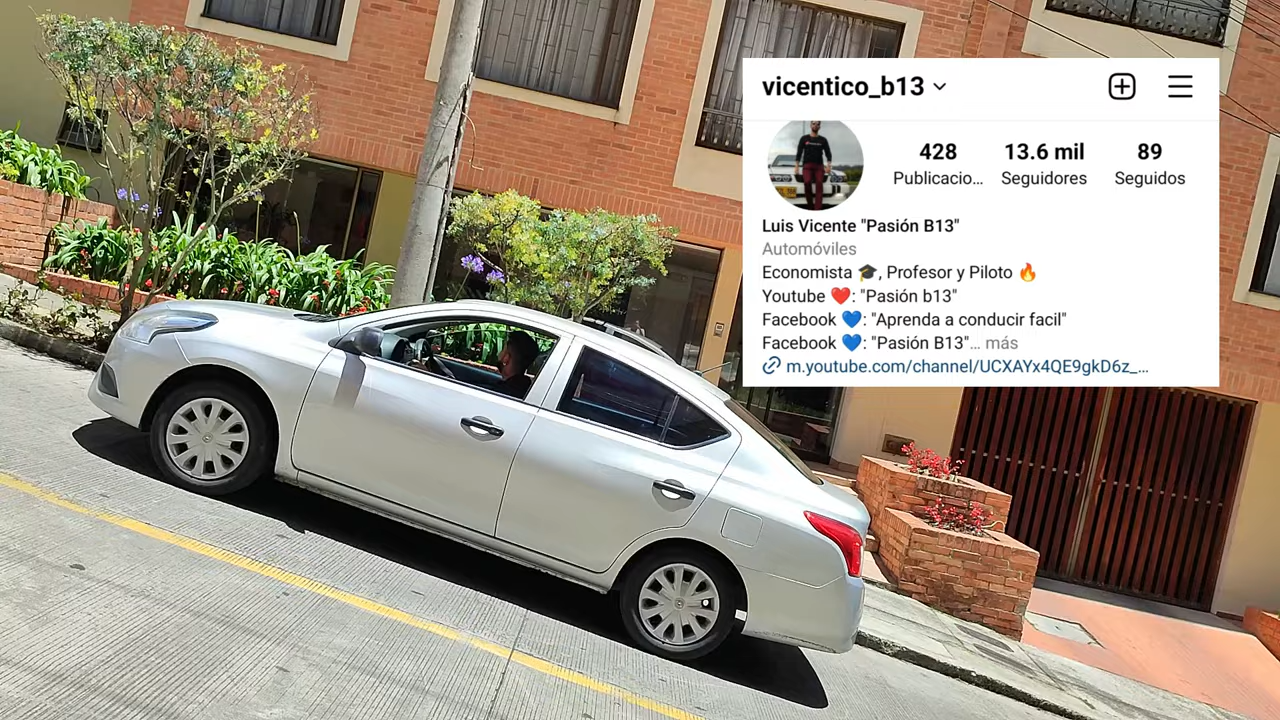 vicentico_b13
428
13.6 mil
89
Publicacio...
Seguidores
Seguidos
Luis Vicente "Pasión B13"
Automóviles
Economista 🎓, Profesor y Piloto 🔥
Youtube ❤️: "Pasión b13"
Facebook 💙: "Aprenda a conducir facil"
Facebook 💙: "Pasión B13"... más
m.youtube.com/channel/UCXAYx4QE9gkD6z_...